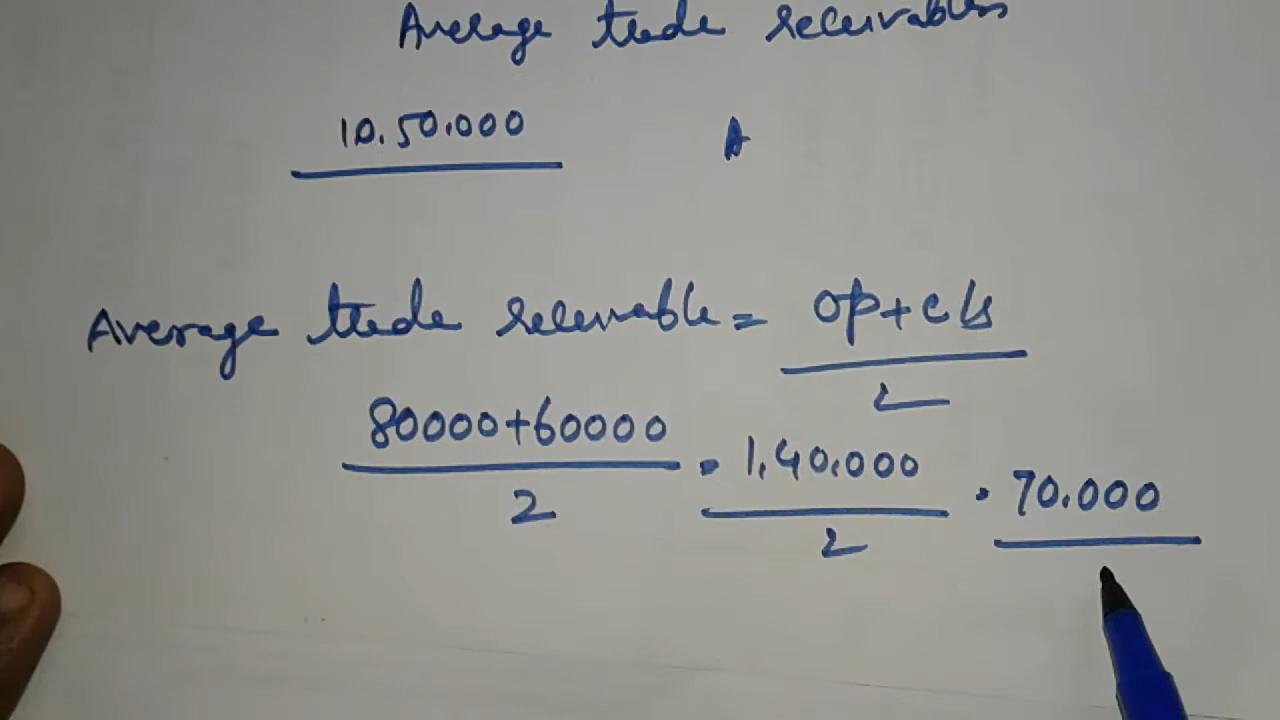 Average trade receivables
10.50.000 A
Average trade receivable = op+cls
2
80000+60000
2
. 1,40.000
2
. 70.000